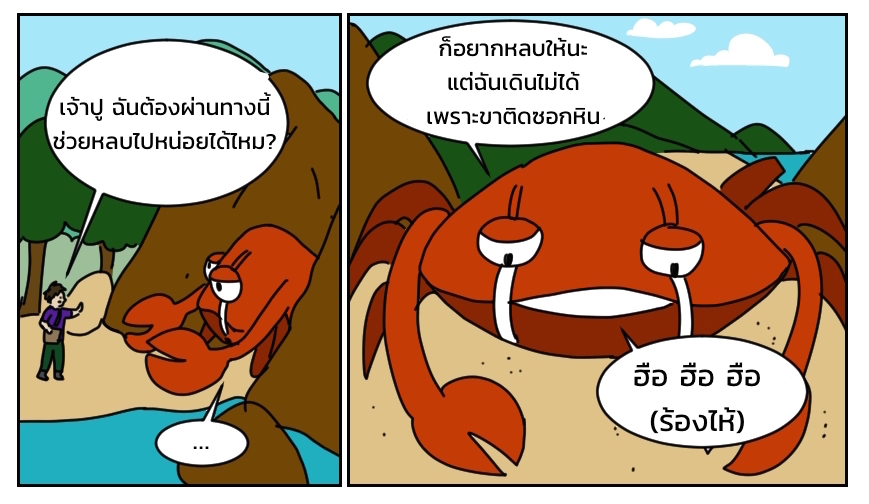 เจ้าปู ฉันต้องผ่านทางนี้
ช่วยหลบไปหน่อยได้ไหม?
...
ก็อยากหลบให้นะ
แต่ฉันเดินไม่ได้
เพราะขาติดซอกหิน
ฮือ ฮือ ฮือ
(ร้องไห้)